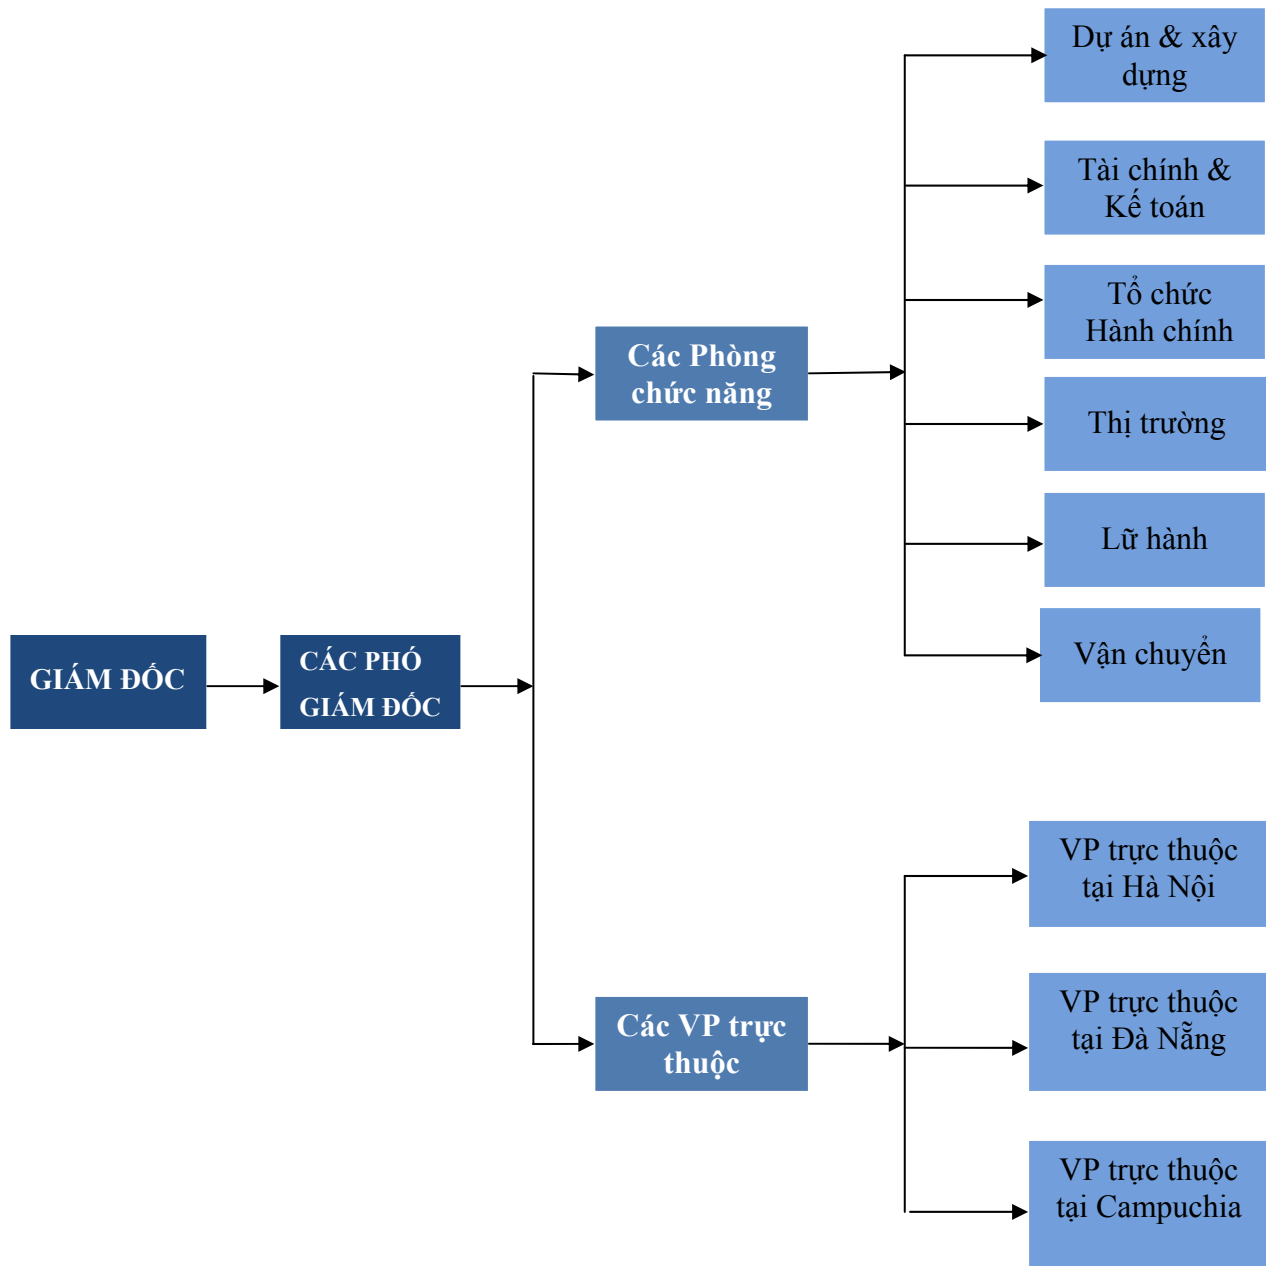 GIÁM ĐỐC
CÁC PHÓ
GIÁM ĐỐC
Các Phòng
chức năng
Dự án & xây
dựng
Tài chính &
Kế toán
Tổ chức
Hành chính
Thị trường
Lữ hành
Vận chuyển
Các VP trực
thuộc
VP trực thuộc
tại Hà Nội
VP trực thuộc
tại Đà Nẵng
VP trực thuộc
tại Campuchia